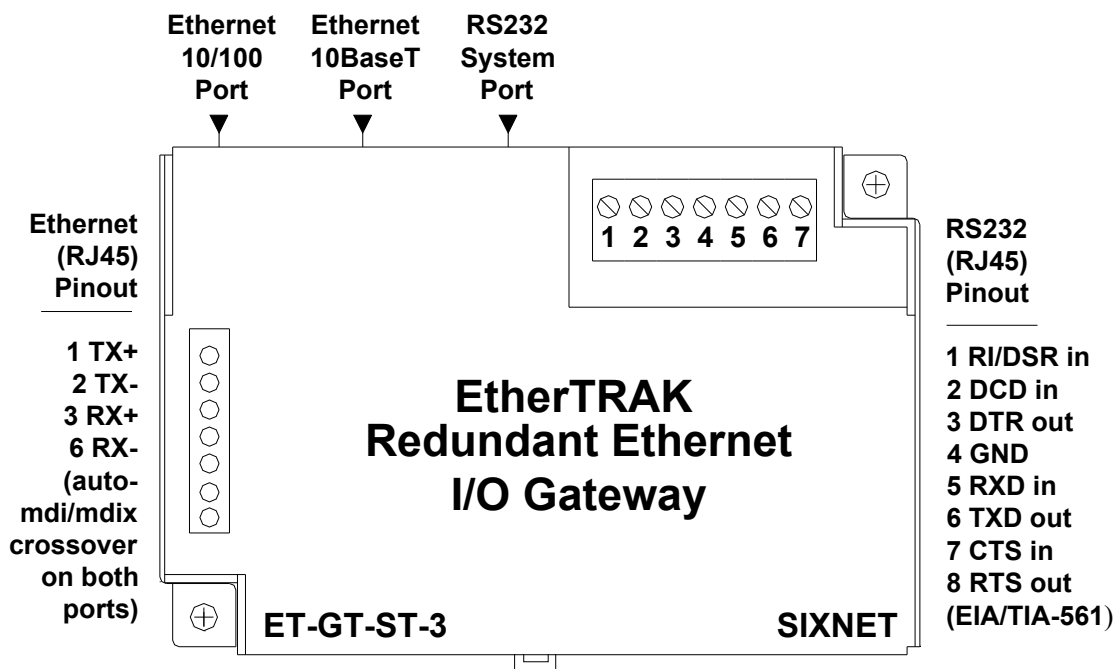 Ethernet
10/100
Port
Ethernet
10BaseT
Port
RS232
System
Port
1 2 3 4 5 6 7
Ethernet
(RJ45)
Pinout
1 TX+
2 TX-
3 RX+
6 RX-
(auto-
mdi/mdix
crossover
on both
ports)
EtherTRAK
Redundant Ethernet
I/O Gateway
ET-GT-ST-3
SIXNET
RS232
(RJ45)
Pinout
1 RI/DSR in
2 DCD in
3 DTR out
4 GND
5 RXD in
6 TXD out
7 CTS in
8 RTS out
(EIA/TIA-561)